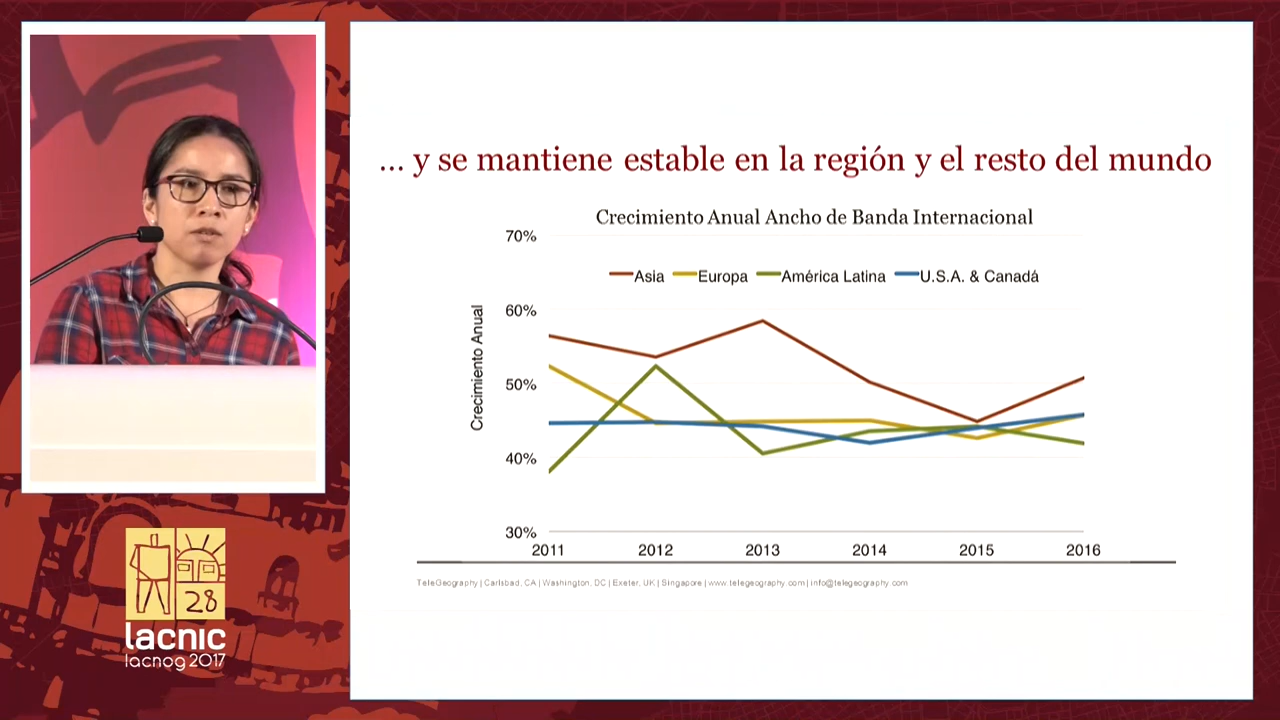 ... y se mantiene estable en la región y el resto del mundo
Crecimiento Anual Ancho de Banda Internacional
70%
Asia Europa América Latina U.S.A. & Canadá
60%
50%
40%
30%
Crecimiento Anual
2011 2012 2013 2014 2015 2016
TeleGeography | Carlsbad, CA | Washington, DC | Exeter, UK | Singapore | www.telegeography.com | info@telegeography.com
28
lacnic
lacnog 2017